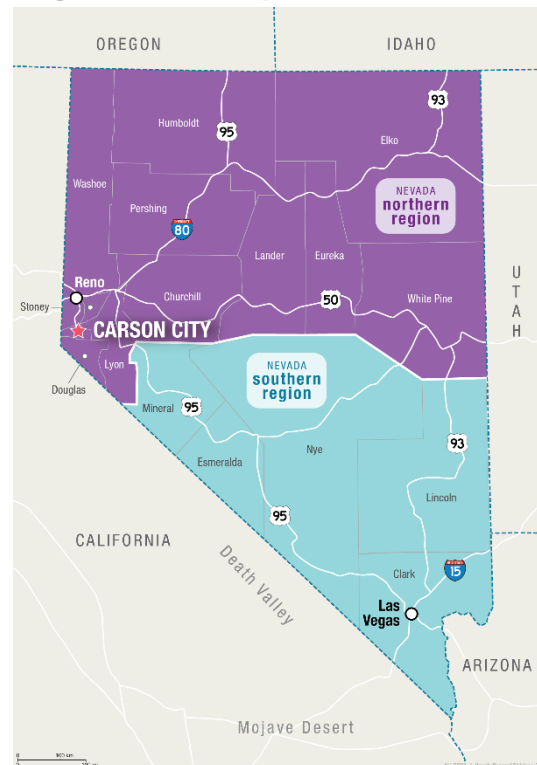 OREGON
IDAHO
93
95
Humboldt
Elko
Washoe
NEVADA
northern
region
Pershing
80
Lander
Eureka
Reno
Churchill
50
White Pine
Stoney
CARSON CITY
UTAH
Lyon
NEVADA
southern
region
Douglas
Mineral
95
93
Nye
Esmeralda
Lincoln
95
CALIFORNIA
Death Valley
Clark
15
Las
Vegas
ARIZONA
Mojave Desert
0